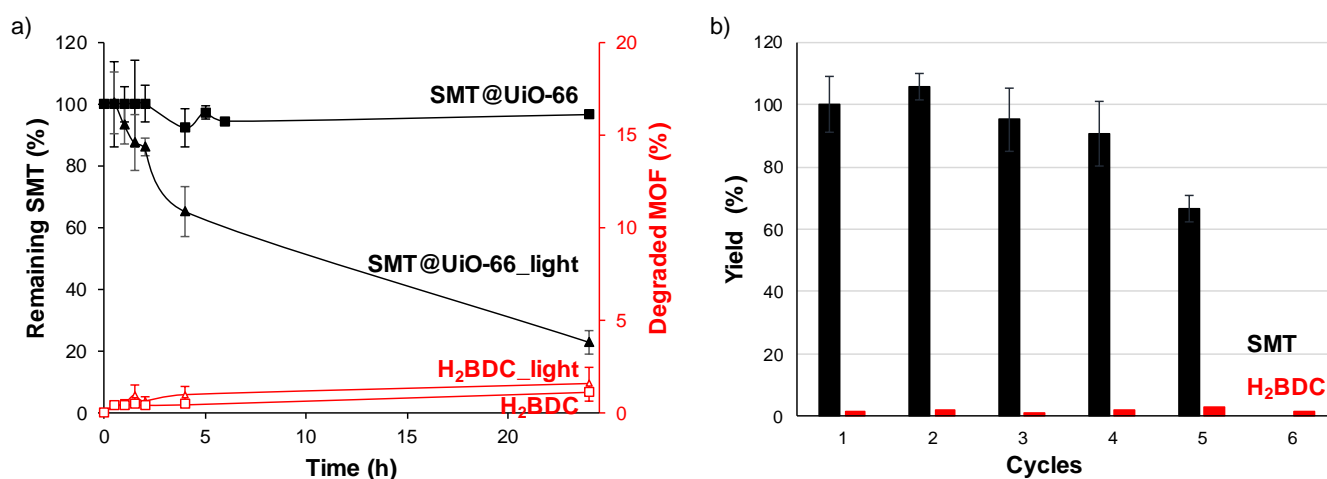 a)
120
100
80
60
40
20
0
Remaining SMT (%)
0
5
10
15
20
Time (h)
20
15
10
5
0
Degraded MOF (%)
SMT@UiO-66
SMT@UiO-66_light
H₂BDC_light
H₂BDC
b)
120
100
80
60
40
20
0
Yield (%)
1
2
3
4
5
6
Cycles
SMT
H₂BDC